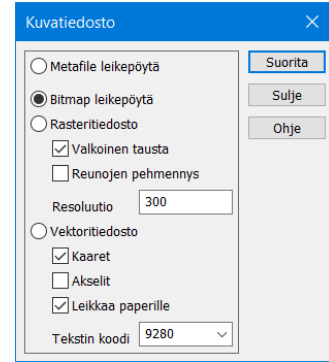 Kuvatiedosto
Metafile leikepöytä
Suorita
Bitmap leikepöytä
Sulje
Rasteritiedosto
Ohje
Valkoinen tausta
Reunojen pehmennys
Resoluutio 300
Vektoritiedosto
Kaaret
Akselit
Leikkaa paperille
Tekstin koodi 9280